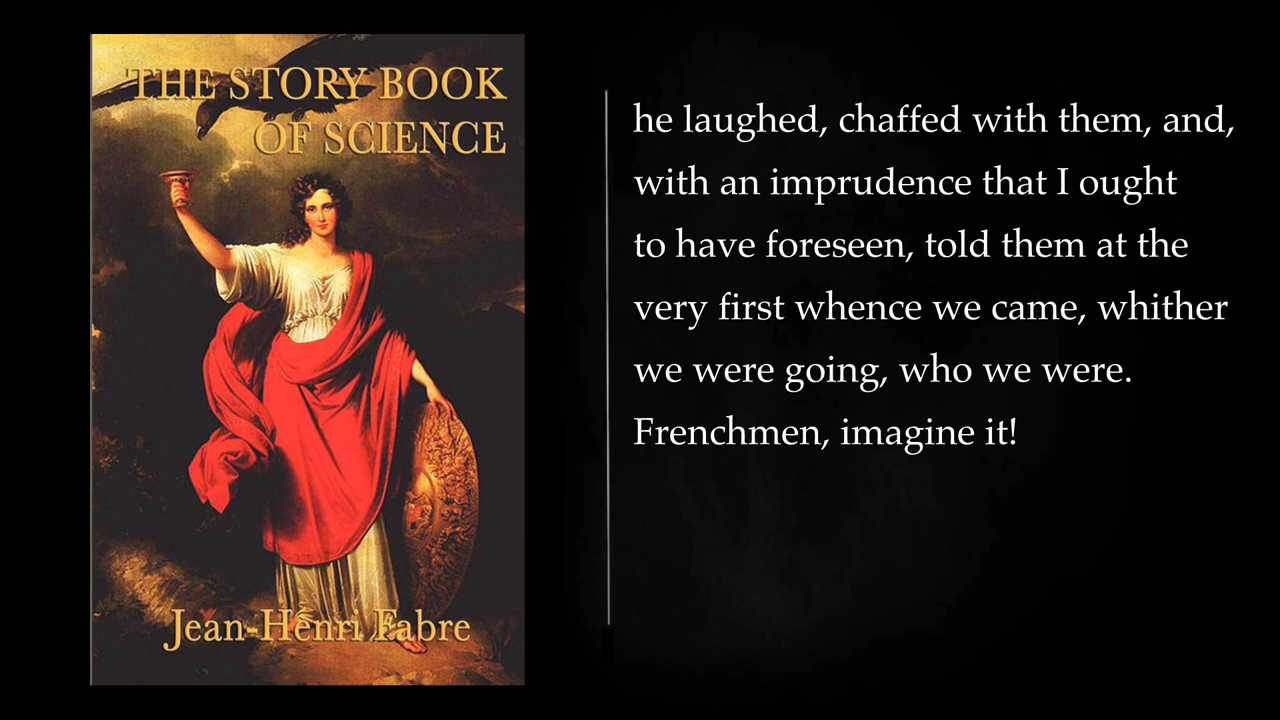 THE STORY BOOK
OF SCIENCE
Jean-Henri Fabre
he laughed, chaffed with them, and,
with an imprudence that I ought
to have foreseen, told them at the
very first whence we came, whither
we were going, who we were.
Frenchmen, imagine it!